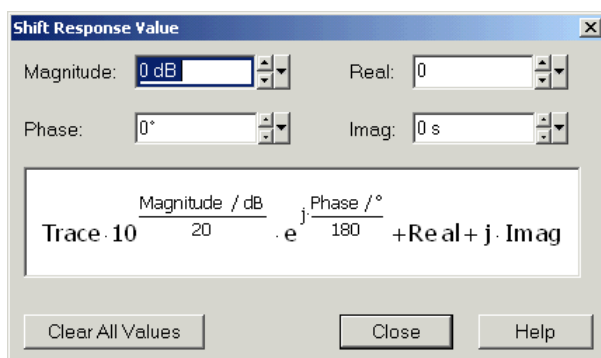 Shift Response Value
Magnitude: 0 dB Real: 0
Phase: 0° Imag: 0 s
Trace · 10^(Magnitude / dB / 20) · e^(j · Phase / ° / 180) + Real + j · Imag
Clear All Values Close Help